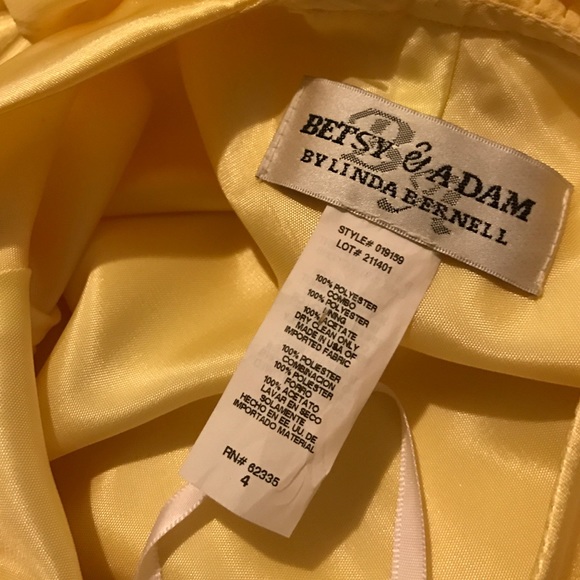 BETSY & ADAM
BY LINDA BERNELL
STYLE# 019159
LOT# 211401
100% POLYESTER
COMBO
100% POLYESTER
LINING
100% ACETATE
DRY CLEAN ONLY
MADE IN USA OF
IMPORTED FABRIC
100% POLIESTER
COMBINACION
100% POLIESTER
FORRO
100% ACETATO
LAVAR EN SECO
SOLAMENTE
HECHO EN EE. UU. DE
IMPORTADO MATERIAL
RN# 62335
4